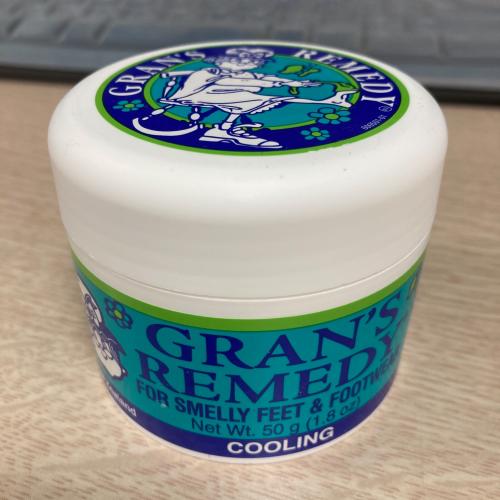 GRAN'S REMEDY
GRAN'S
REMEDY
FOR SMELLY FEET & FOOTWEAR
Net Wt. 50 g (1.8 oz)
COOLING